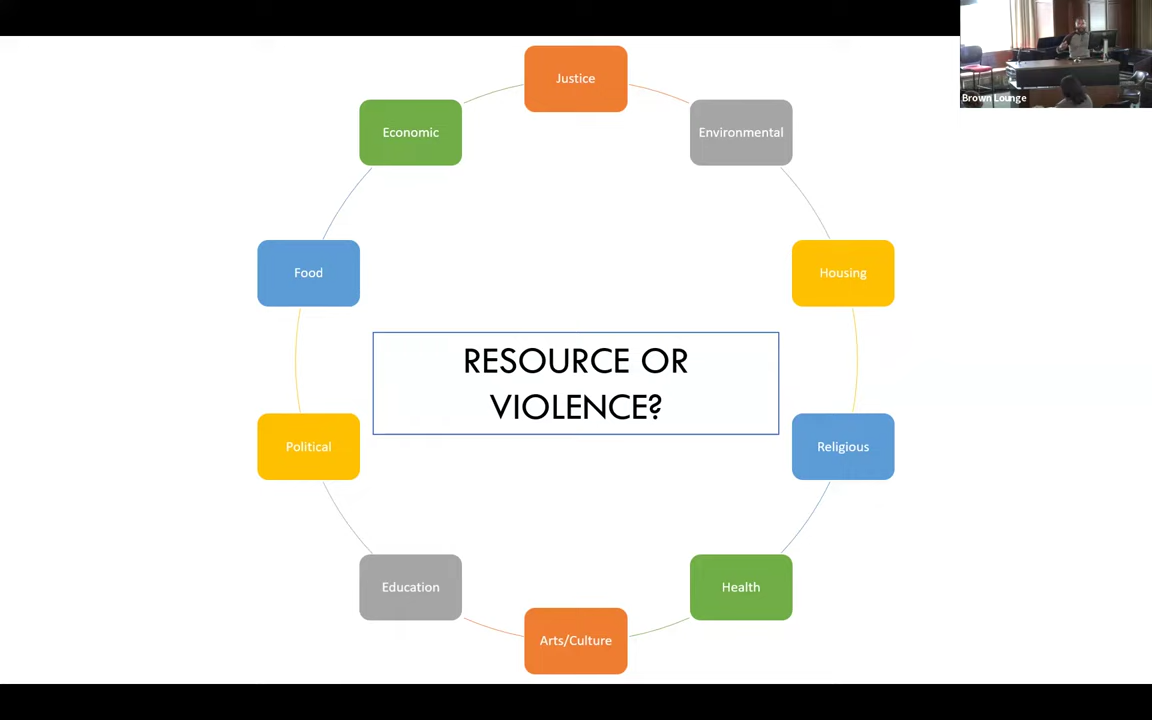 Justice
Brown Lounge
Economic
Environmental
Food
Housing
RESOURCE OR
VIOLENCE?
Political
Religious
Education
Health
Arts/Culture